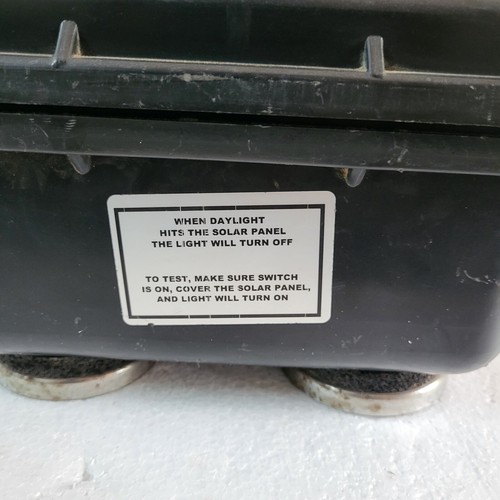 WHEN DAYLIGHT
HITS THE SOLAR PANEL
THE LIGHT WILL TURN OFF
TO TEST, MAKE SURE SWITCH
IS ON, COVER THE SOLAR PANEL,
AND LIGHT WILL TURN ON